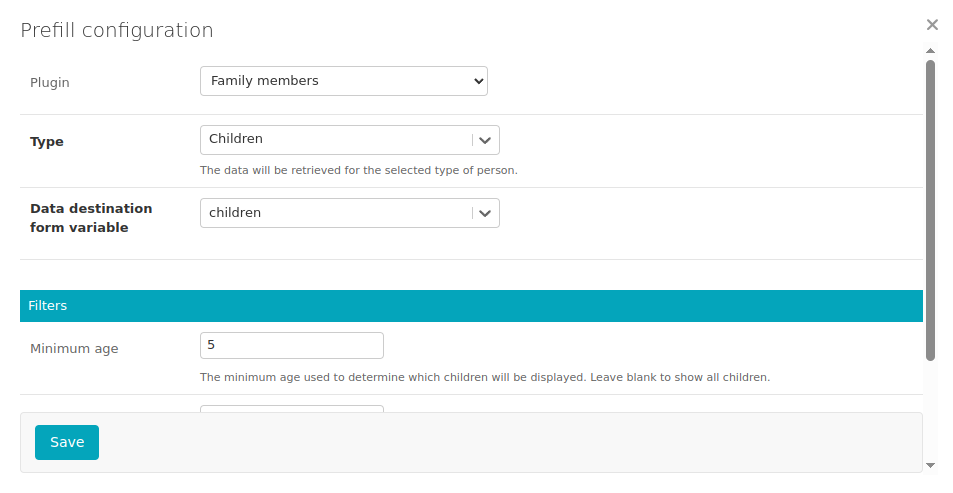 Prefill configuration
×
Plugin
Family members
Type
Children
The data will be retrieved for the selected type of person.
Data destination
form variable
children
Filters
Minimum age
5
The minimum age used to determine which children will be displayed. Leave blank to show all children.
Save